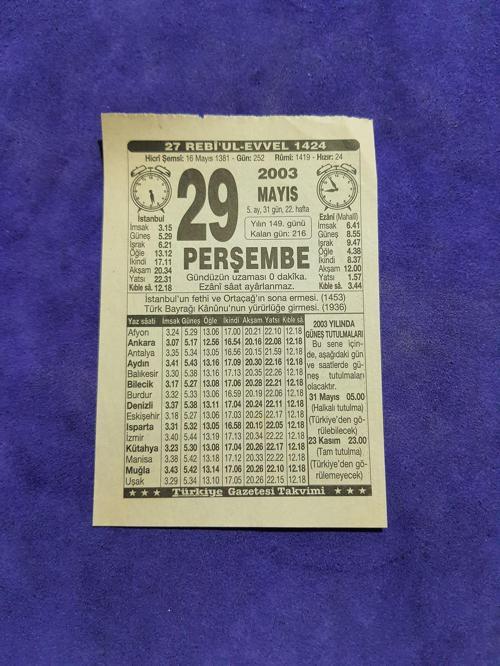 27 REBİ'UL-EVVEL 1424
Hicrî Şemsî: 16 Mayıs 1381 - Gün: 252 Rûmî: 1419 - Hızır: 24
29
2003
MAYIS
5. ay, 31 gün, 22. hafta
Yılın 149. günü
Kalan gün: 216
PERŞEMBE
Gündüzün uzaması 0 dakîka.
Ezânî sâat ayârlanmaz.
İstanbul
İmsak 3.15
Güneş 5.29
İşrak 6.21
Öğle 13.12
İkindi 17.11
Akşam 20.34
Yatsı 22.31
Kıble sâ. 12.18
Ezânî (Mahallî)
İmsak 6.41
Güneş 8.55
İşrak 9.47
Öğle 4.38
İkindi 8.37
Akşam 12.00
Yatsı 1.57
Kıble sâ. 3.44
İstanbul'un fethi ve Ortaçağ'ın sona ermesi. (1453)
Türk Bayrağı Kânûnu'nun yürürlüğe girmesi. (1936)
Yaz sâati İmsak Güneş Öğle İkindi Akşam Yatsı Kıble sâ.
Afyon 3.24 5.29 13.06 17.00 20.21 22.10 12.18
Ankara 3.07 5.17 12.56 16.54 20.16 22.08 12.18
Antalya 3.35 5.34 13.05 16.56 20.15 21.59 12.18
Aydın 3.41 5.43 13.16 17.09 20.30 22.16 12.18
Balıkesir 3.30 5.38 13.16 17.13 20.35 22.26 12.18
Bilecik 3.17 5.27 13.08 17.06 20.28 22.21 12.18
Burdur 3.32 5.33 13.06 16.59 20.19 22.06 12.18
Denizli 3.37 5.38 13.11 17.04 20.24 22.11 12.18
Eskişehir 3.18 5.27 13.06 17.03 20.25 22.17 12.18
Isparta 3.31 5.32 13.05 16.58 20.19 22.05 12.18
İzmir 3.40 5.44 13.19 17.13 20.34 22.22 12.18
Kütahya 3.23 5.30 13.08 17.04 20.26 22.17 12.18
Manisa 3.38 5.42 13.18 17.12 20.33 22.22 12.18
Muğla 3.43 5.42 13.14 17.06 20.26 22.10 12.18
Uşak 3.29 5.34 13.10 17.05 20.26 22.15 12.18
2003 YILINDA
GÜNEŞ TUTULMALARI
Bu sene için-
de, aşağıdaki gün
ve saatlerde gü-
neş tutulmaları
olacaktır.
31 Mayıs 05.00
(Halkalı tutulma)
(Türkiye'den gö-
rülebilecek)
23 Kasım 23.00
(Tam tutulma)
(Türkiye'den gö-
rülemeyecek)
Türkiye Gazetesi Takvimi